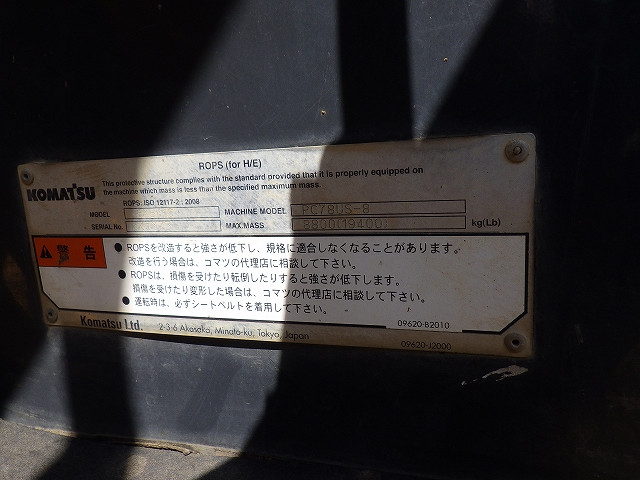 ROPS (for H/E)
KOMATSU
This protective structure complies with the standard provided that it is properly equipped on
the machine which mass is less than the specified maximum mass.
ROPS: ISO 12117-2 : 2008
MODEL MACHINE MODEL PC78US-8
SERIAL No. MAX.MASS 8800(19400) kg(Lb)
警告
● ROPSを改造すると強さが低下し、規格に適合しなくなることがあります。
改造を行う場合は、コマツの代理店に相談して下さい。
● ROPSは、損傷を受けたり転倒したりすると強さが低下します。
損傷を受けたり変形した場合は、コマツの代理店に相談して下さい。
● 運転時は、必ずシートベルトを着用して下さい。
09620-B2010
Komatsu Ltd. 2-3-6 Akasaka, Minato-ku, Tokyo, Japan
09620-J2000